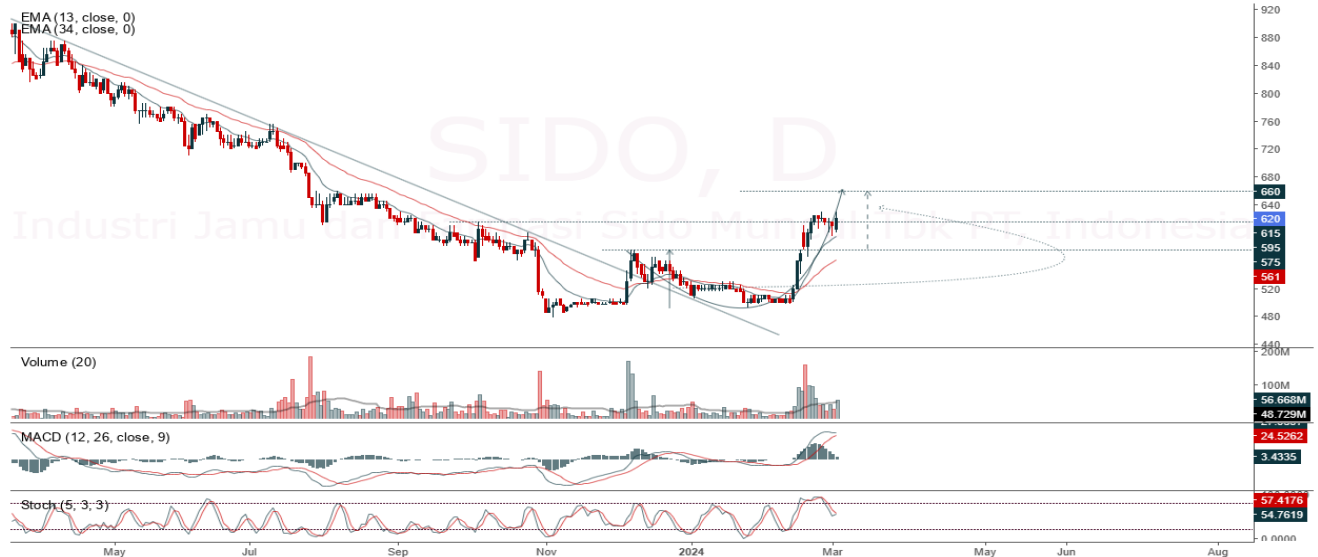 EMA (13, close, 0)
EMA (34, close, 0)
SIDO, D
Industri Jamu dan
Sido
PT, Indonesia
920
880
840
800
760
720
680
660
640
620
615
595
575
561
520
480
440
Volume (20)
200M
100M
56.668M
48.729M
MACD (12, 26, close, 9)
24.5262
3.4335
Stoch (5, 3, 3)
57.4176
54.7619
0.0000
May
Jul
Sep
Nov
2024
Mar
May
Jun
Aug